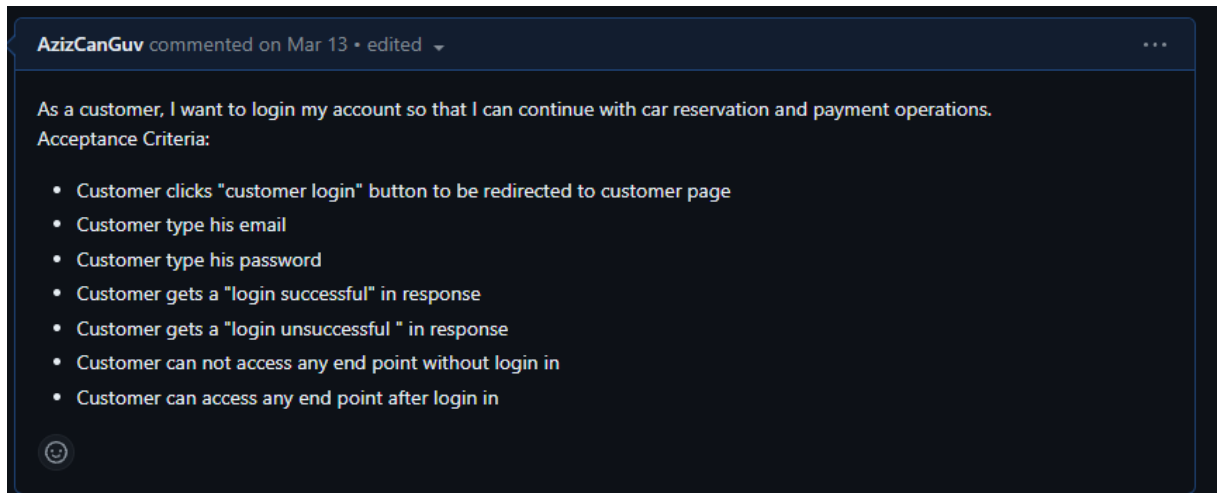 AzizCanGuv commented on Mar 13 • edited
As a customer, I want to login my account so that I can continue with car reservation and payment operations.
Acceptance Criteria:
• Customer clicks "customer login" button to be redirected to customer page
• Customer type his email
• Customer type his password
• Customer gets a "login successful" in response
• Customer gets a "login unsuccessful " in response
• Customer can not access any end point without login in
• Customer can access any end point after login in